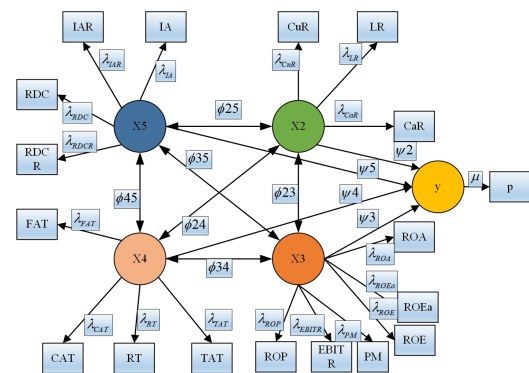 IAR
IA
CuR
LR
λIAR
λIA
λCuR
λLR
RDC
λRDC
X5
ϕ25
X2
λCaR
CaR
RDC
R
λRDCR
ϕ35
ψ2
ψ5
y
μ
p
ϕ45
ϕ23
ψ4
FAT
λFAT
ϕ24
ψ3
ROA
X4
ϕ34
X3
λROA
λROEa
ROEa
λROE
ROE
λCAT
λRT
λTAT
λROP
λEBITR
λPM
CAT
RT
TAT
ROP
EBIT
R
PM